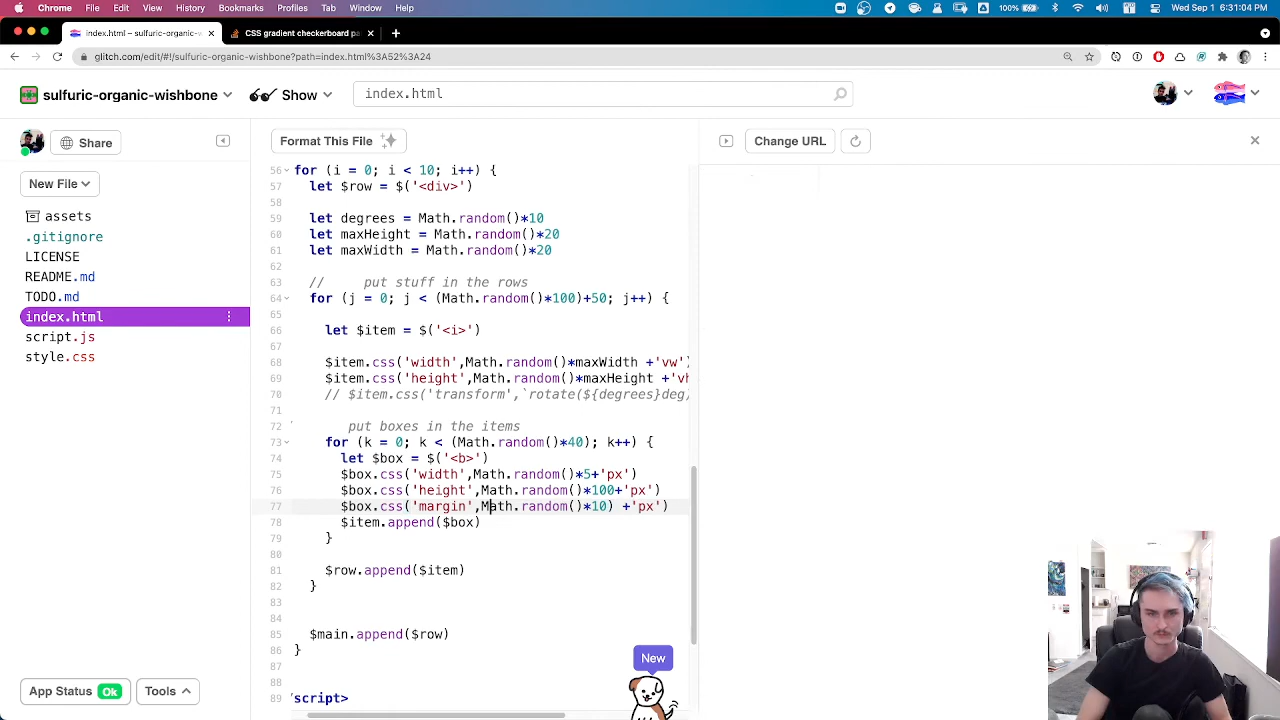 Chrome File Edit View History Bookmarks Profiles Tab Window Help 100% Wed Sep 1 6:31:04 PM
index.html – sulfuric-organic-w
CSS gradient checkerboard pa
glitch.com/edit/#!/sulfuric-organic-wishbone?path=index.html%3A52%3A24
sulfuric-organic-wishbone
Show
index.html
Share
Format This File
Change URL
New File
assets
.gitignore
LICENSE
README.md
TODO.md
index.html
script.js
style.css
56 for (i = 0; i < 10; i++) {
57 let $row = $('<div>')
58
59 let degrees = Math.random()*10
60 let maxHeight = Math.random()*20
61 let maxWidth = Math.random()*20
62
63 // put stuff in the rows
64 for (j = 0; j < (Math.random()*100)+50; j++) {
65
66 let $item = $('<i>')
67
68 $item.css('width',Math.random()*maxWidth +'vw')
69 $item.css('height',Math.random()*maxHeight +'vh
70 // $item.css('transform',`rotate(${degrees}deg)
71
72 put boxes in the items
73 for (k = 0; k < (Math.random()*40); k++) {
74 let $box = $('<b>')
75 $box.css('width',Math.random()*5+'px')
76 $box.css('height',Math.random()*100+'px')
77 $box.css('margin',Math.random()*10) +'px')
78 $item.append($box)
79 }
80
81 $row.append($item)
82 }
83
84
85 $main.append($row)
86 }
87
88
89 /script>
New
App Status Ok
Tools